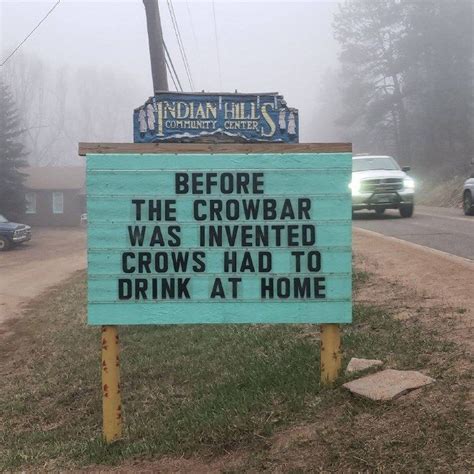 INDIAN HILLS
COMMUNITY CENTER
BEFORE
THE CROWBAR
WAS INVENTED
CROWS HAD TO
DRINK AT HOME